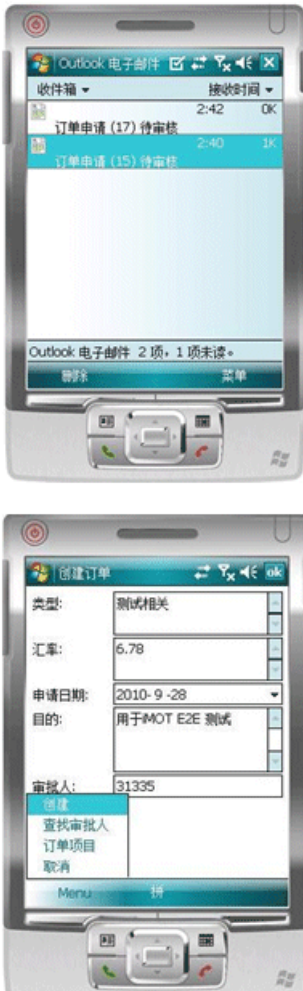 Outlook 电子邮件
收件箱 接收时间
2:42 0K
订单申请 (17) 待审核
2:40 1K
订单申请 (15) 待审核
Outlook 电子邮件 2 项，1 项未读。
删除 菜单
创建订单 ok
类型: 测试相关
汇率: 6.78
申请日期: 2010- 9 -28
目的: 用于iMOT E2E 测试
审批人: 31335
创建
查找审批人
订单项目
取消
Menu 拼